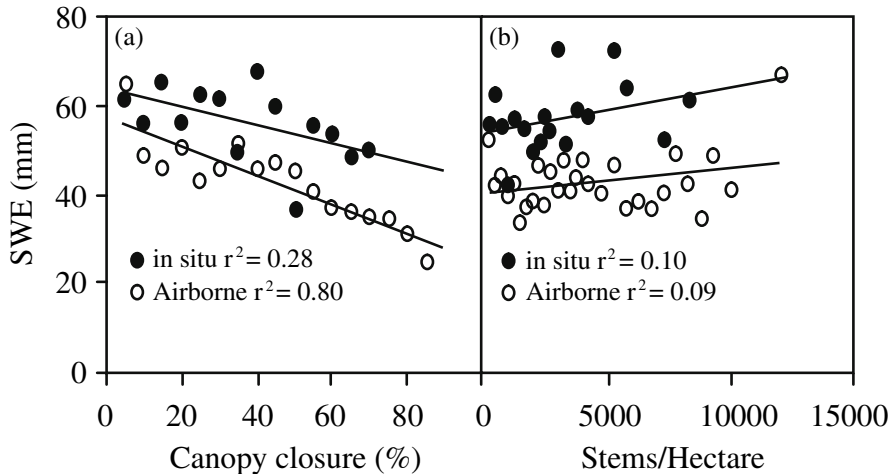 80
60
40
20
0
SWE (mm)
(a)
in situ r² = 0.28
Airborne r² = 0.80
0 20 40 60 80
Canopy closure (%)
(b)
in situ r² = 0.10
Airborne r² = 0.09
0 5000 10000 15000
Stems/Hectare